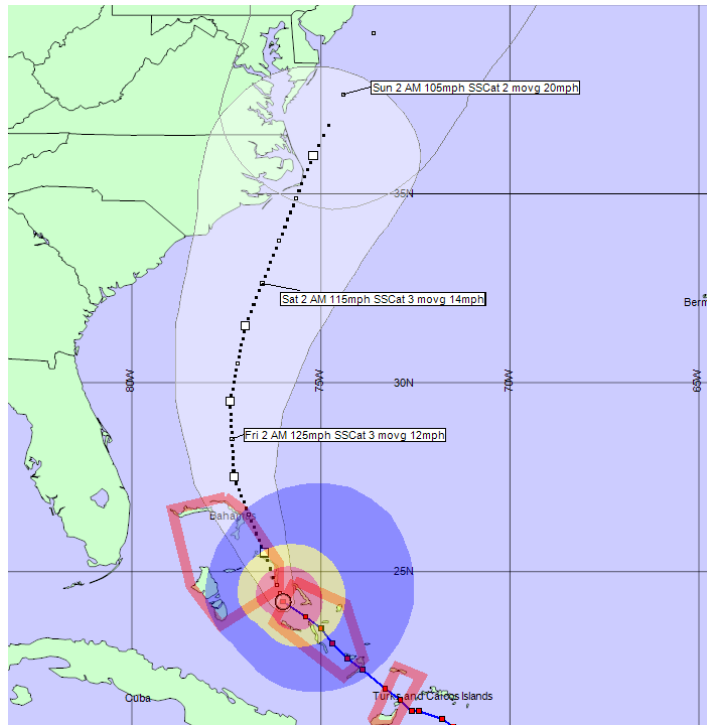 Sun 2 AM 105mph SSCat 2 movg 20mph
35N
Sat 2 AM 115mph SSCat 3 movg 14mph
Berm
80W
75W
30N
70W
65W
Fri 2 AM 125mph SSCat 3 movg 12mph
Bahamas
25N
Cuba
Turks and Caicos Islands